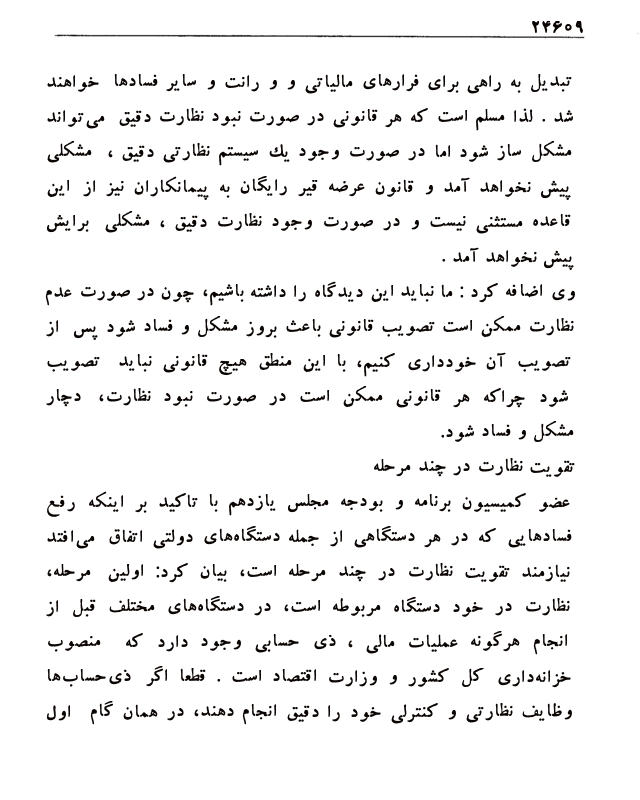 ۲۴۶۰۹
تبدیل به راهی برای فرارهای مالیاتی و و رانت و سایر فسادها خواهند
شد . لذا مسلم است که هر قانونی در صورت نبود نظارت دقیق می‌تواند
مشکل ساز شود اما در صورت وجود یك سیستم نظارتی دقیق ، مشکلی
پیش نخواهد آمد و قانون عرضه قیر رایگان به پیمانکاران نیز از این
قاعده مستثنی نیست و در صورت وجود نظارت دقیق ، مشکلی برایش
پیش نخواهد آمد .
وی اضافه کرد : ما نباید این دیدگاه را داشته باشیم، چون در صورت عدم
نظارت ممکن است تصویب قانونی باعث بروز مشکل و فساد شود پس از
تصویب آن خودداری کنیم، با این منطق هیچ قانونی نباید تصویب
شود چراکه هر قانونی ممکن است در صورت نبود نظارت، دچار
مشکل و فساد شود.
تقویت نظارت در چند مرحله
عضو کمیسیون برنامه و بودجه مجلس یازدهم با تاکید بر اینکه رفع
فسادهایی که در هر دستگاهی از جمله دستگاه‌های دولتی اتفاق می‌افتد
نیازمند تقویت نظارت در چند مرحله است، بیان کرد: اولین مرحله،
نظارت در خود دستگاه مربوطه است، در دستگاه‌های مختلف قبل از
انجام هرگونه عملیات مالی ، ذی حسابی وجود دارد که منصوب
خزانه‌داری کل کشور و وزارت اقتصاد است . قطعا اگر ذی‌حساب‌ها
وظایف نظارتی و کنترلی خود را دقیق انجام دهند، در همان گام اول